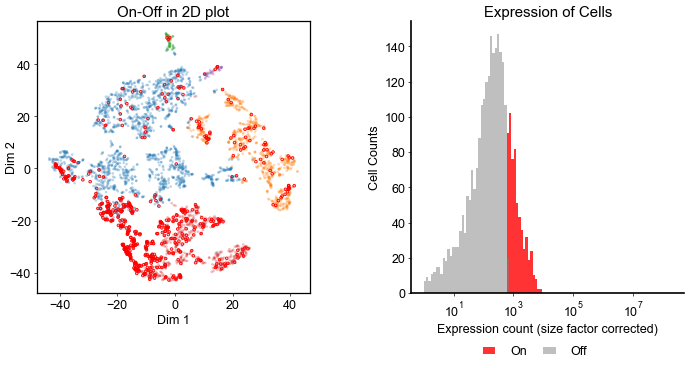 On-Off in 2D plot
Dim 2
40
20
0
−20
−40
−40 −20 0 20 40
Dim 1
Expression of Cells
Cell Counts
140
120
100
80
60
40
20
0
10^1 10^3 10^5 10^7
Expression count (size factor corrected)
On Off